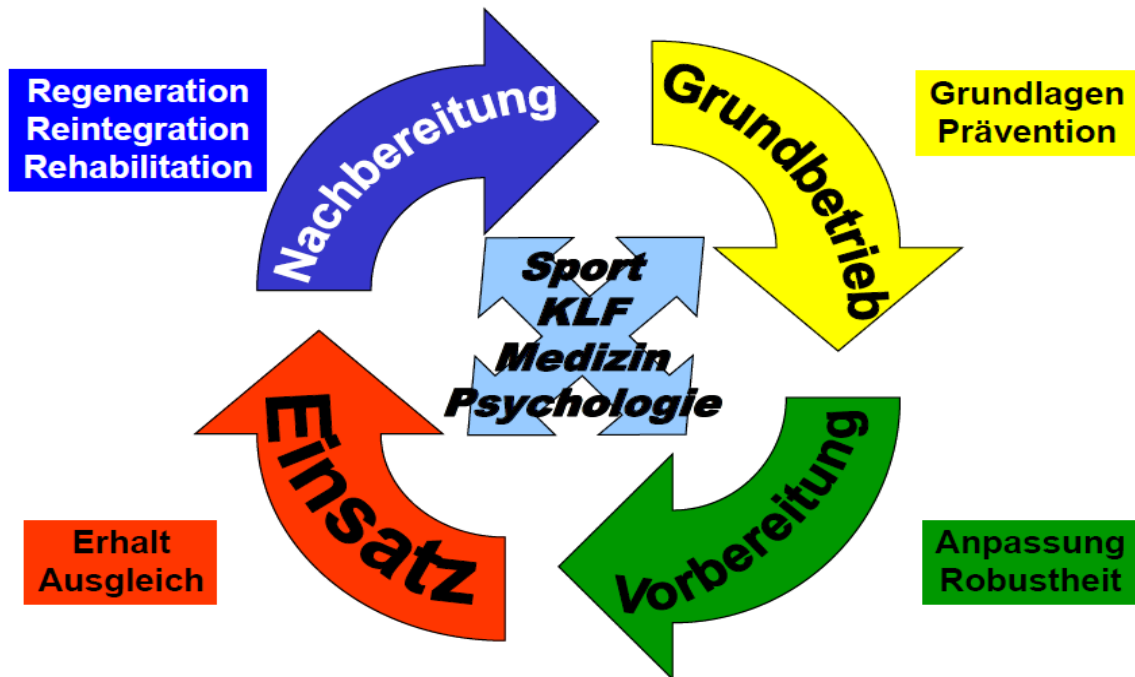 Regeneration
Reintegration
Rehabilitation
Nachbereitung
Grundbetrieb
Grundlagen
Prävention
Sport
KLF
Medizin
Psychologie
Einsatz
Vorbereitung
Erhalt
Ausgleich
Anpassung
Robustheit